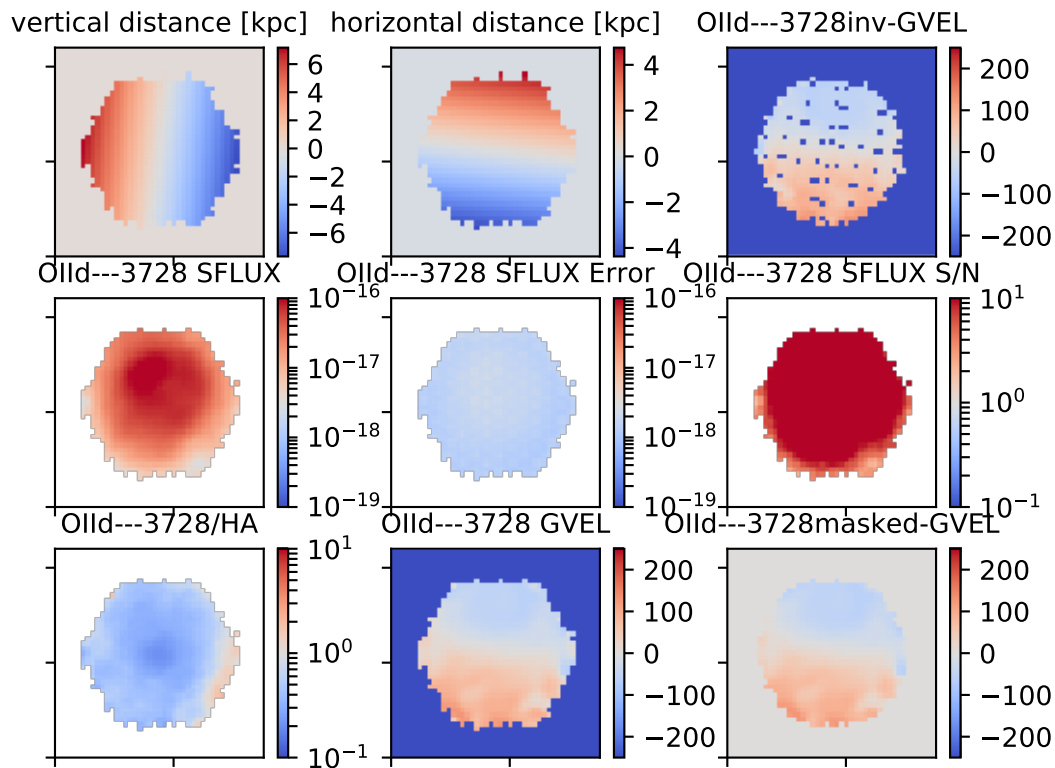 vertical distance [kpc] horizontal distance [kpc] OIId---3728inv-GVEL
6 4 2 0 −2 −4 −6
4 2 0 −2 −4
200 100 0 −100 −200
OIId---3728 SFLUX OIId---3728 SFLUX Error OIId---3728 SFLUX S/N
10⁻¹⁶ 10⁻¹⁷ 10⁻¹⁸ 10⁻¹⁹
10⁻¹⁶ 10⁻¹⁷ 10⁻¹⁸ 10⁻¹⁹
10¹ 10⁰ 10⁻¹
OIId---3728/HA OIId---3728 GVEL OIId---3728masked-GVEL
10¹ 10⁰ 10⁻¹
200 100 0 −100 −200
200 100 0 −100 −200